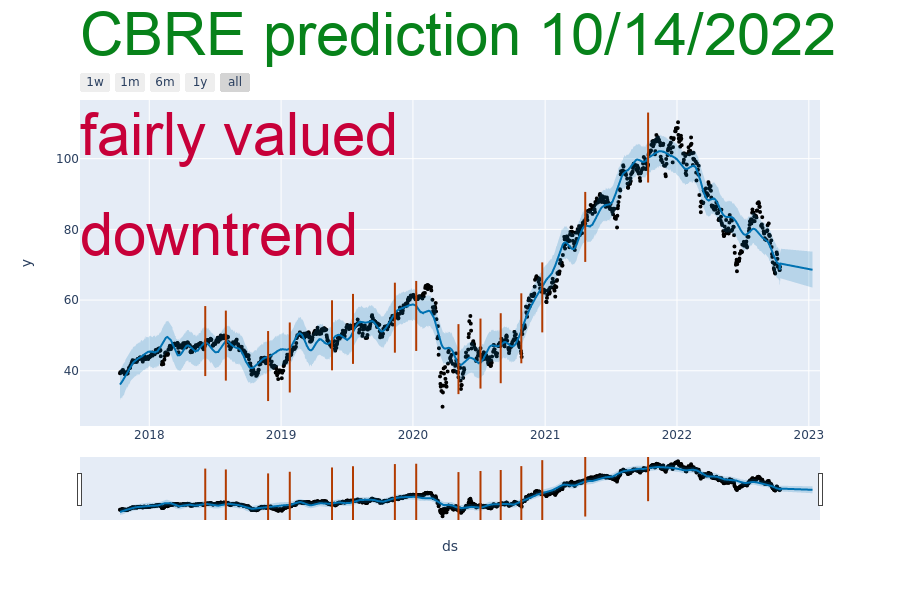 CBRE prediction 10/14/2022
1w 1m 6m 1y all
fairly valued
downtrend
100
80
60
40
y
2018 2019 2020 2021 2022 2023
ds